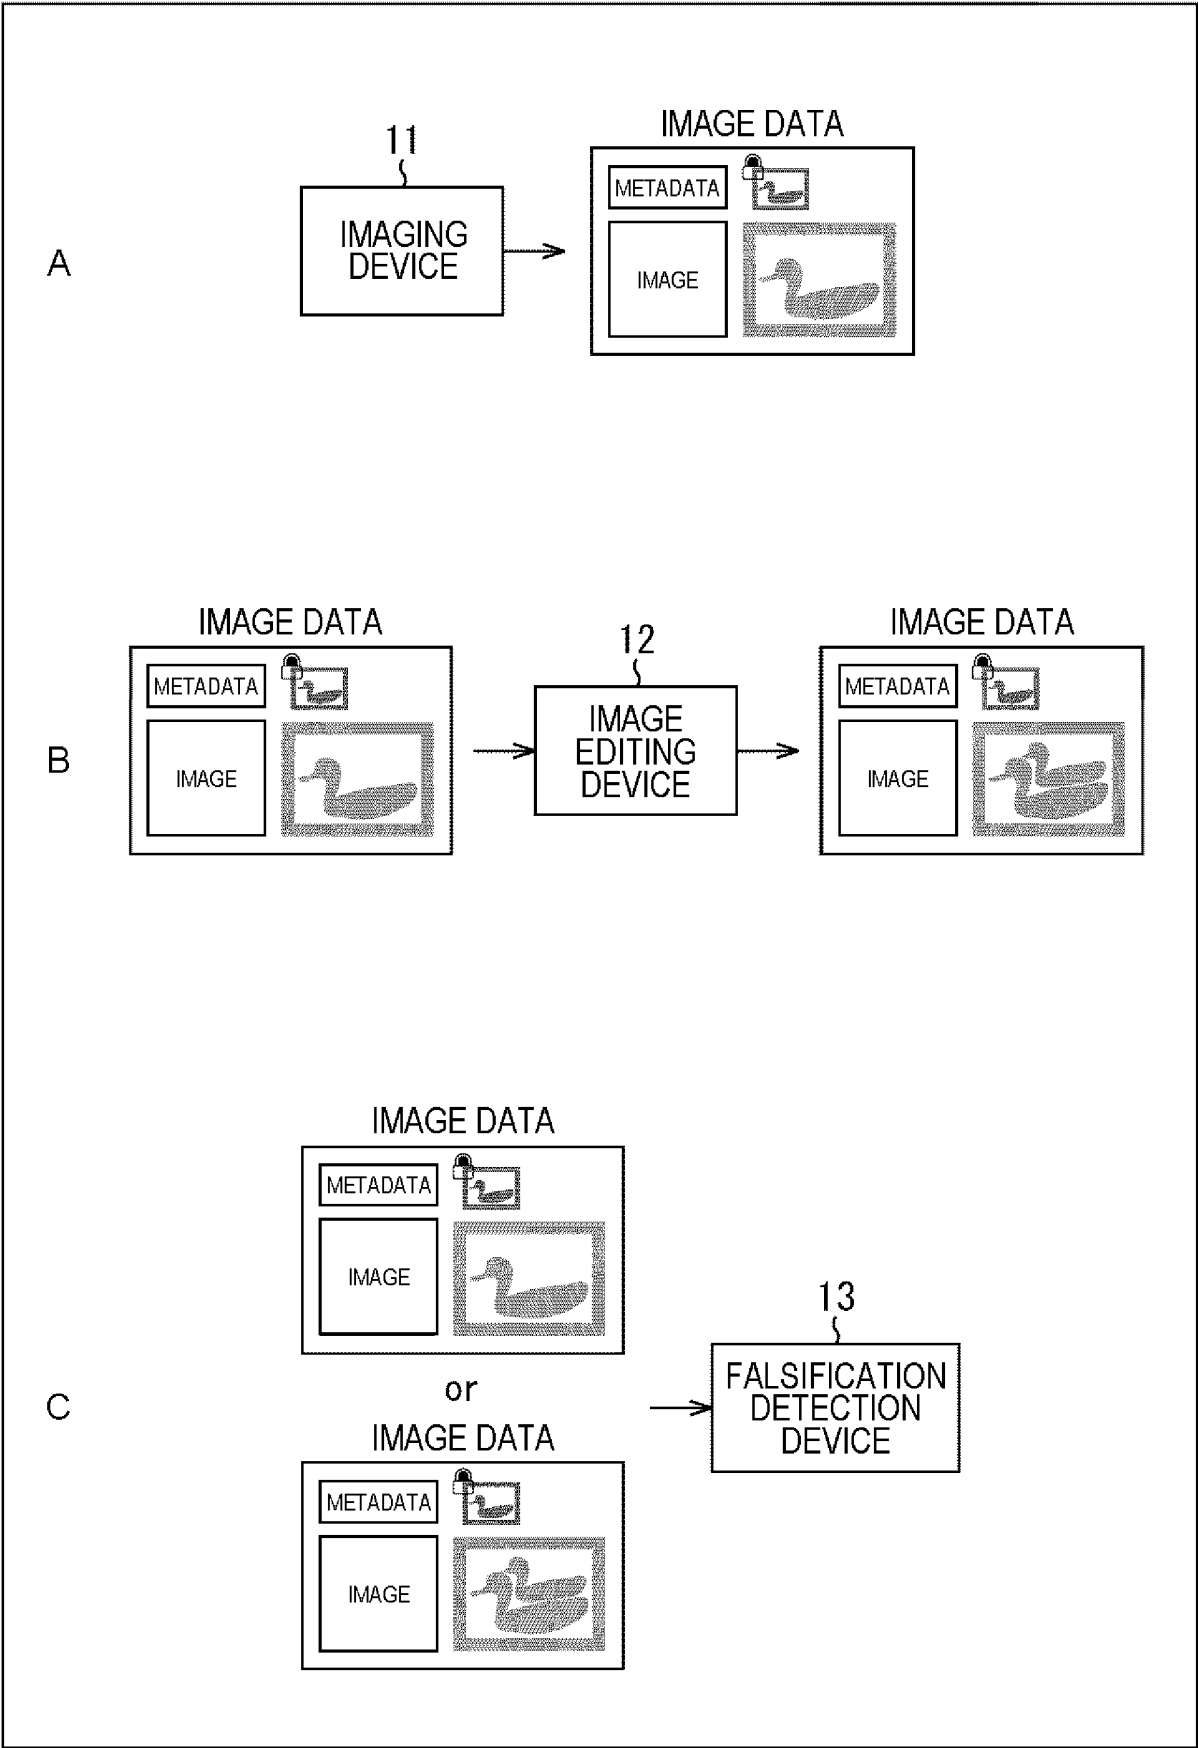 IMAGE DATA
11
METADATA
IMAGING
DEVICE
A
IMAGE
IMAGE DATA
12
IMAGE DATA
METADATA
METADATA
IMAGE
EDITING
DEVICE
B
IMAGE
IMAGE
IMAGE DATA
METADATA
IMAGE
13
FALSIFICATION
DETECTION
DEVICE
or
C
IMAGE DATA
METADATA
IMAGE